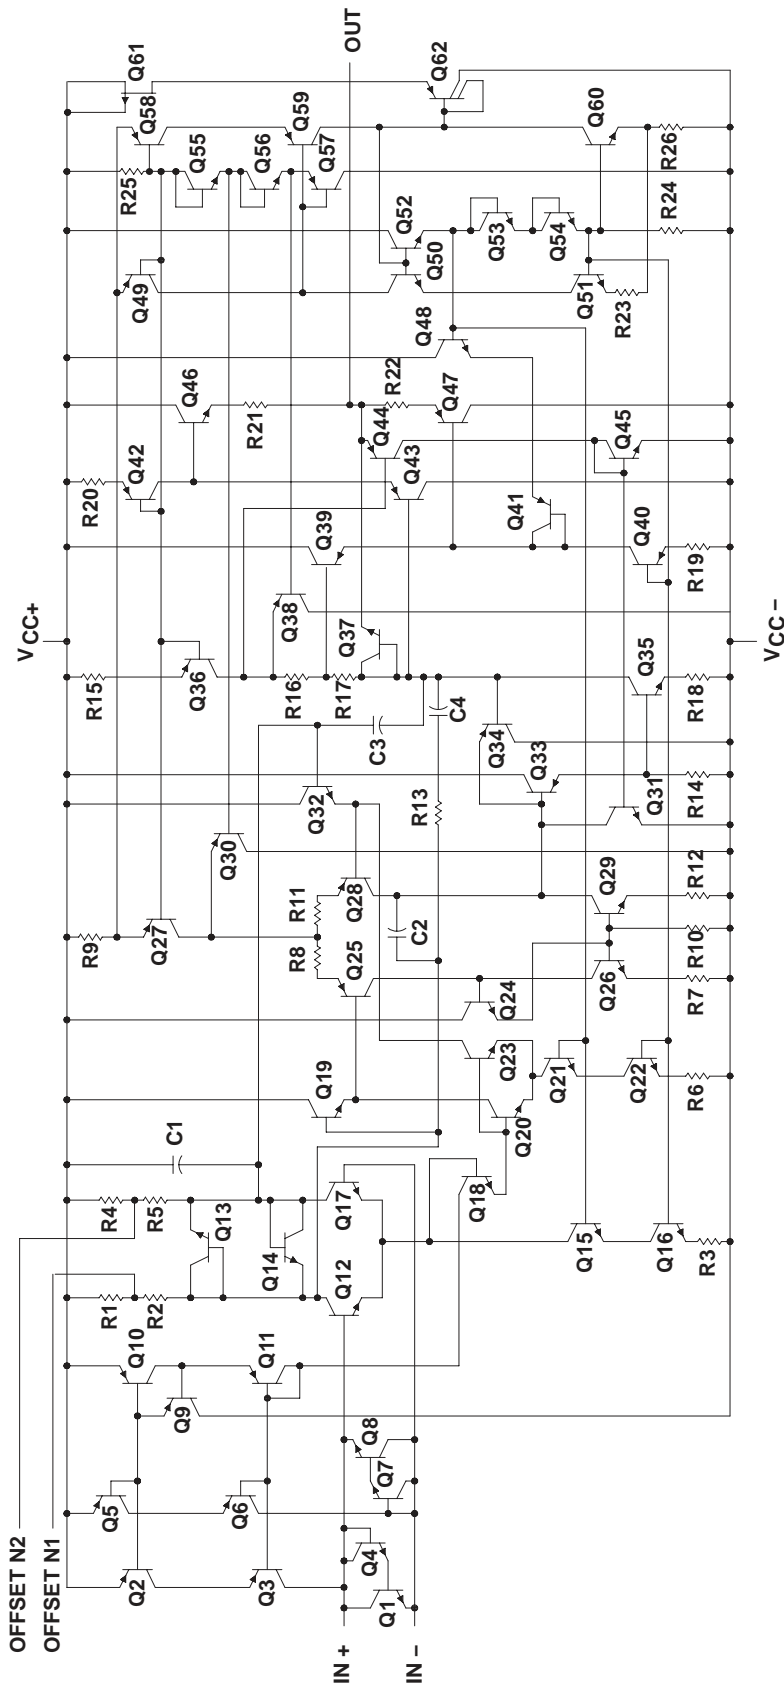 OFFSET N2
VCC+
OFFSET N1
R1
R4
C1
R9
R15
R20
R25
Q61
Q5
Q10
R2
R5
Q27
Q42
Q49
Q58
Q2
Q9
Q13
Q36
Q46
Q55
Q6
Q11
Q14
Q30
R21
Q56
Q59
Q3
Q38
Q57
Q12
Q17
Q19
R8
R11
Q32
R16
Q39
OUT
IN +
Q1
Q4
Q7
Q8
Q25
Q28
C3
R17
Q37
Q43
Q44
R22
Q50
Q52
Q62
IN –
C2
R13
C4
Q47
Q48
Q18
Q20
Q23
Q24
Q34
Q33
Q41
Q53
Q54
Q15
Q21
Q26
Q29
Q31
Q35
Q40
Q45
Q51
Q60
Q16
Q22
R23
R3
R6
R7
R10
R12
R14
R18
R19
R24
R26
VCC –